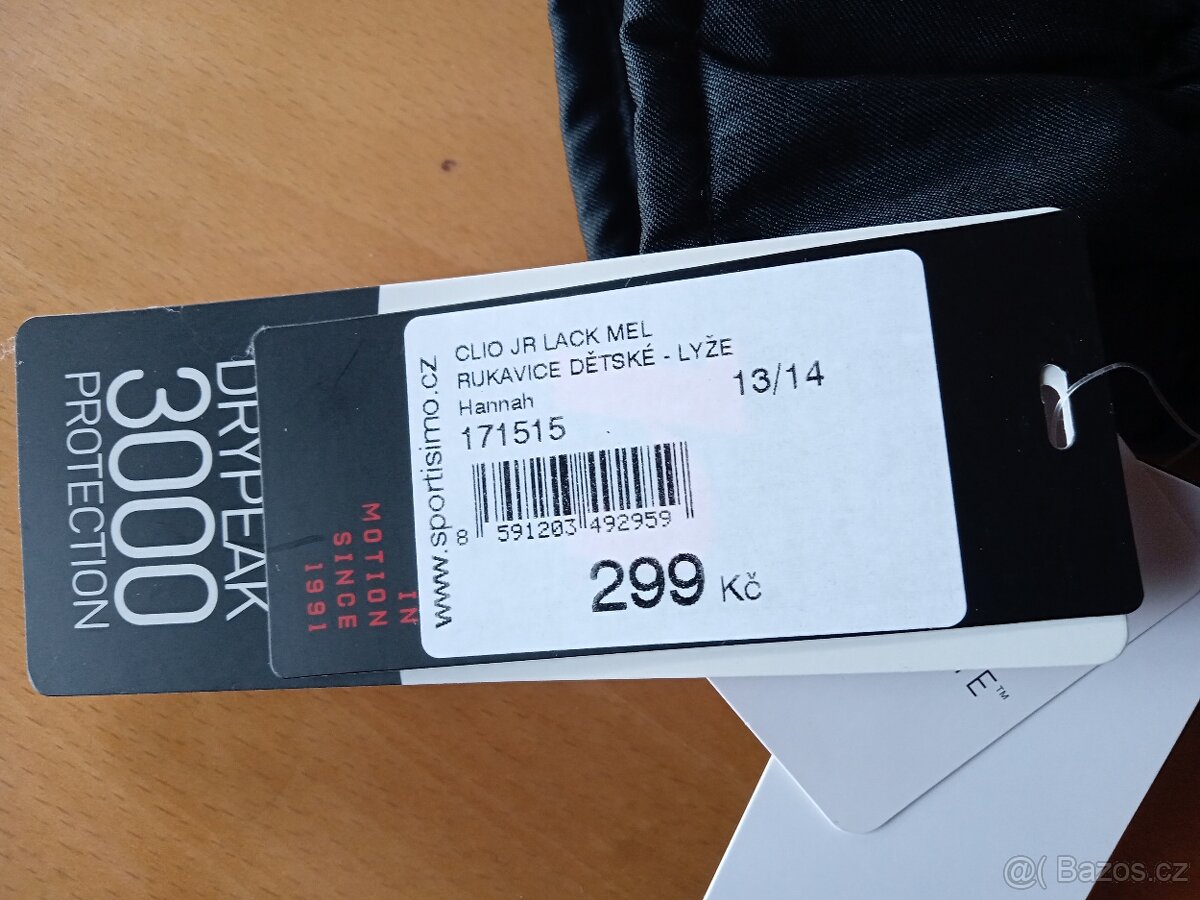 CLIO JR LACK MEL
RUKAVICE DĚTSKÉ - LYŽE
Hannah 13/14
171515
8 591203 492959
299 Kč
www.sportisimo.cz
IN
MOTION
SINCE
1991
DRYPEAK
3000
PROTECTION
™
@( Bazos.cz